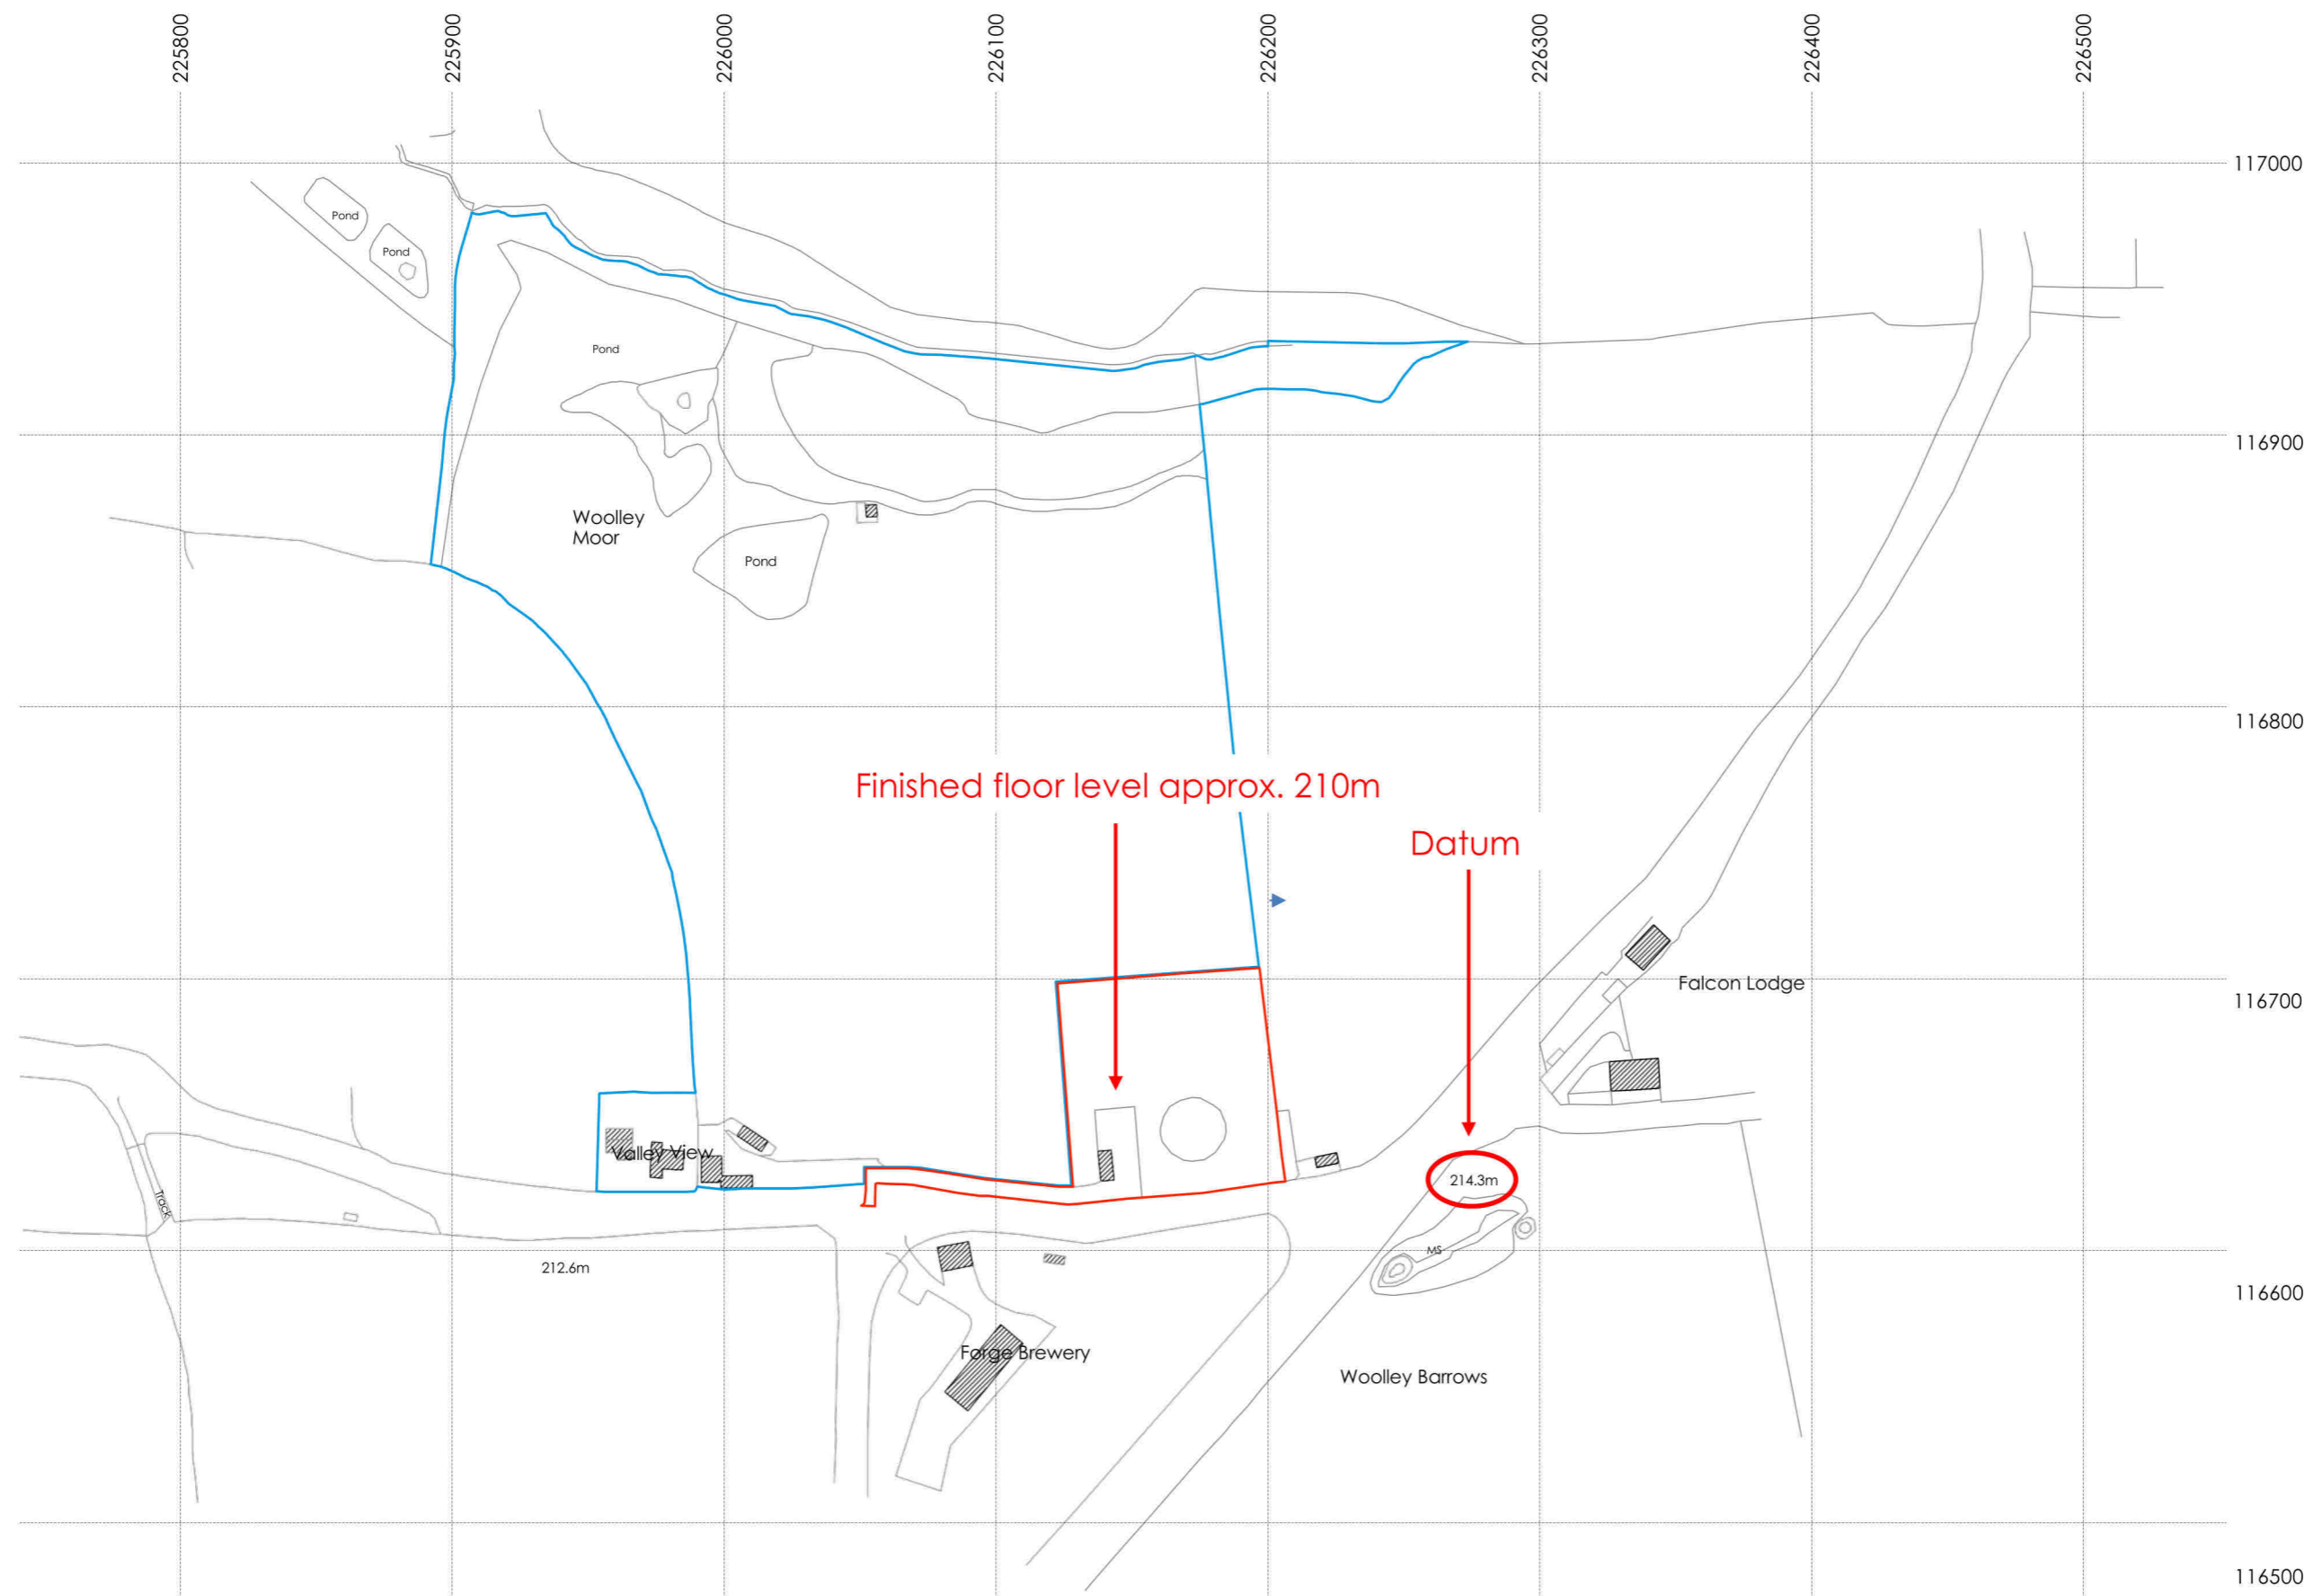 225800
225900
226000
226100
226200
226300
226400
226500
117000
Pond
Pond
Pond
116900
Woolley
Moor
Pond
116800
Finished floor level approx. 210m
Datum
Falcon Lodge
116700
Valley View
214.3m
Track
MS
212.6m
116600
Forge Brewery
Woolley Barrows
116500